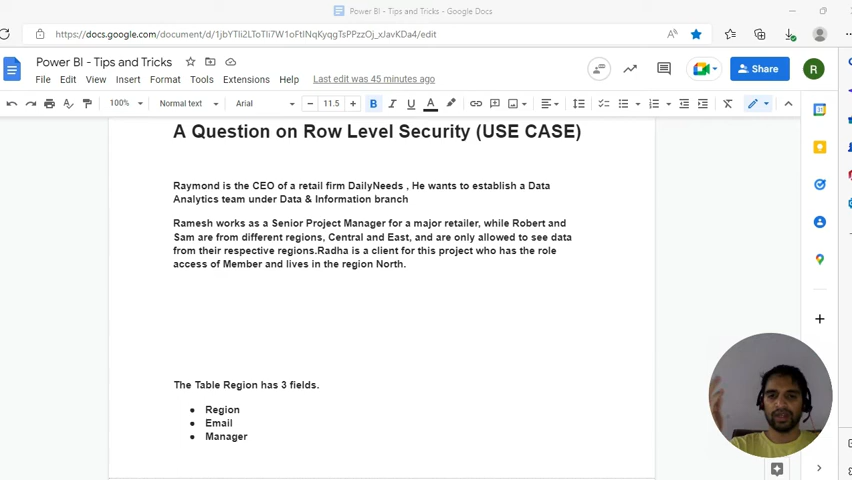 Power BI - Tips and Tricks - Google Docs
https://docs.google.com/document/d/1jbYTIi2LToTIi7W1oFtINqKyqgTsPPzzOj_xJavKDa4/edit
Power BI - Tips and Tricks
File Edit View Insert Format Tools Extensions Help Last edit was 45 minutes ago
Share
R
100% Normal text Arial 11.5 B I U A
A Question on Row Level Security (USE CASE)
Raymond is the CEO of a retail firm DailyNeeds , He wants to establish a Data
Analytics team under Data & Information branch
Ramesh works as a Senior Project Manager for a major retailer, while Robert and
Sam are from different regions, Central and East, and are only allowed to see data
from their respective regions.Radha is a client for this project who has the role
access of Member and lives in the region North.
The Table Region has 3 fields.
● Region
● Email
● Manager